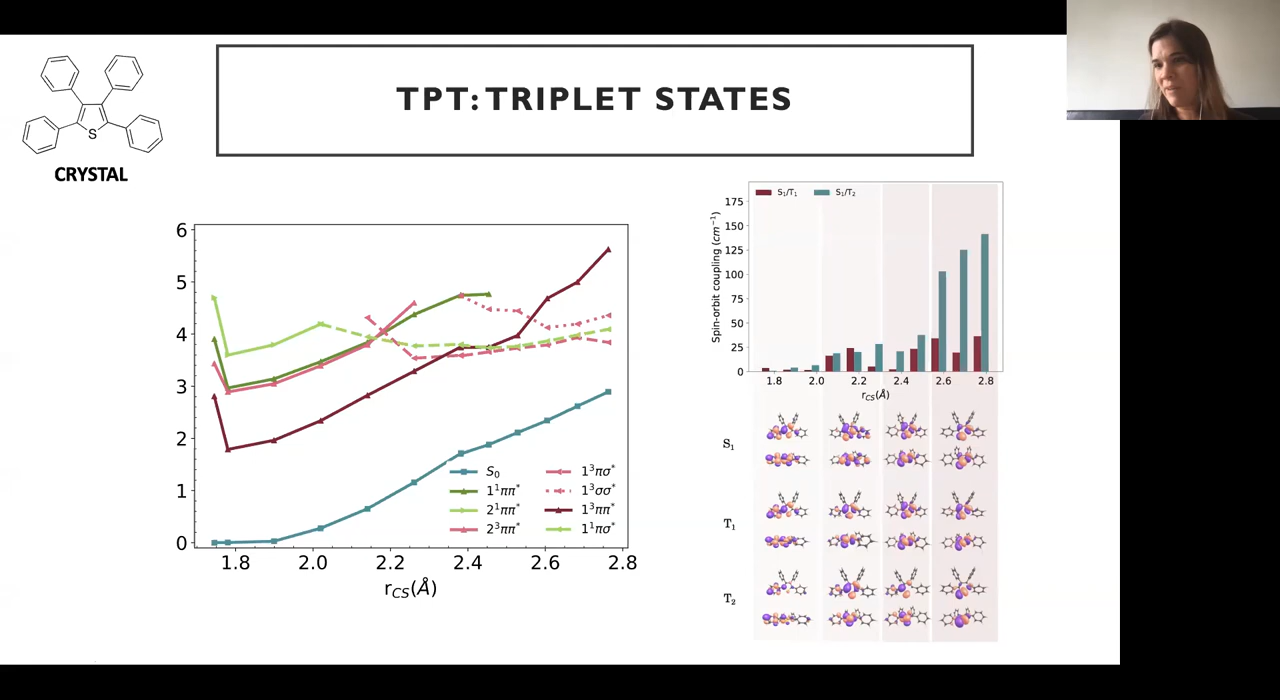 TPT: TRIPLET STATES
S
CRYSTAL
6
5
4
3
2
1
0
1.8 2.0 2.2 2.4 2.6 2.8
r_CS(Å)
S₀
1¹ππ*
2¹ππ*
2³ππ*
1³πσ*
1³σσ*
1³ππ*
1¹πσ*
S₁/T₁ S₁/T₂
Spin-orbit coupling (cm⁻¹)
175
150
125
100
75
50
25
0
1.8 2.0 2.2 2.4 2.6 2.8
r_CS(Å)
S₁
T₁
T₂